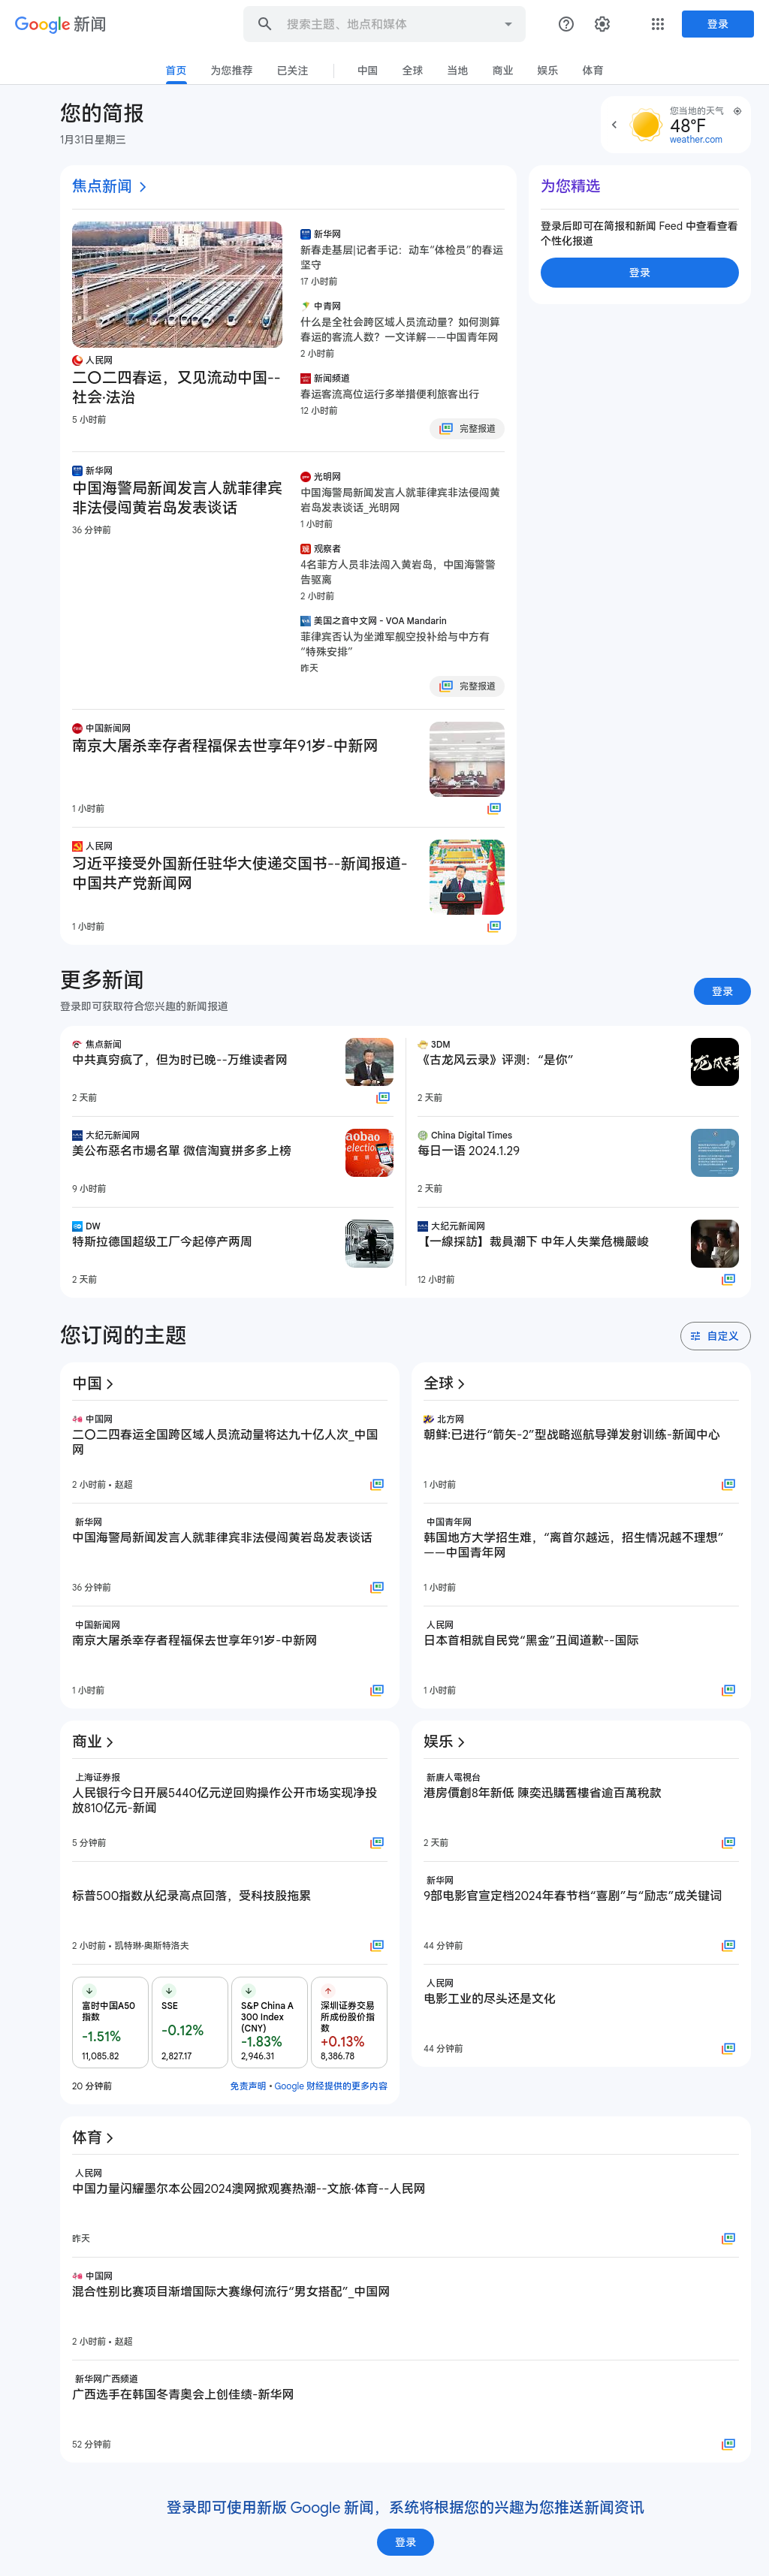 Google 新闻
搜索主题、地点和媒体
登录
首页
为您推荐
已关注
中国
全球
当地
商业
娱乐
体育
您的简报
1月31日星期三
您当地的天气
48°F
weather.com
焦点新闻
人民网
二〇二四春运，又见流动中国--
社会·法治
5 小时前
新华网
新春走基层|记者手记：动车“体检员”的春运
坚守
17 小时前
中青网
什么是全社会跨区域人员流动量？如何测算
春运的客流人数？一文详解——中国青年网
2 小时前
新闻频道
春运客流高位运行多举措便利旅客出行
12 小时前
完整报道
新华网
中国海警局新闻发言人就菲律宾
非法侵闯黄岩岛发表谈话
36 分钟前
光明网
中国海警局新闻发言人就菲律宾非法侵闯黄
岩岛发表谈话_光明网
1 小时前
观察者
4名菲方人员非法闯入黄岩岛，中国海警警
告驱离
2 小时前
美国之音中文网 - VOA Mandarin
菲律宾否认为坐滩军舰空投补给与中方有
“特殊安排”
昨天
完整报道
中国新闻网
南京大屠杀幸存者程福保去世享年91岁-中新网
1 小时前
人民网
习近平接受外国新任驻华大使递交国书--新闻报道-
中国共产党新闻网
1 小时前
为您精选
登录后即可在简报和新闻 Feed 中查看查看
个性化报道
登录
更多新闻
登录即可获取符合您兴趣的新闻报道
登录
焦点新闻
中共真穷疯了，但为时已晚--万维读者网
2 天前
大纪元新闻网
美公布惡名市場名單 微信淘寶拼多多上榜
9 小时前
DW
特斯拉德国超级工厂今起停产两周
2 天前
3DM
《古龙风云录》评测：“是你”
2 天前
China Digital Times
每日一语 2024.1.29
2 天前
大纪元新闻网
【一線採訪】裁員潮下 中年人失業危機嚴峻
12 小时前
您订阅的主题
自定义
中国
中国网
二〇二四春运全国跨区域人员流动量将达九十亿人次_中国
网
2 小时前 • 赵超
新华网
中国海警局新闻发言人就菲律宾非法侵闯黄岩岛发表谈话
36 分钟前
中国新闻网
南京大屠杀幸存者程福保去世享年91岁-中新网
1 小时前
全球
北方网
朝鲜:已进行“箭矢-2”型战略巡航导弹发射训练-新闻中心
1 小时前
中国青年网
韩国地方大学招生难，“离首尔越远，招生情况越不理想”
——中国青年网
1 小时前
人民网
日本首相就自民党“黑金”丑闻道歉--国际
1 小时前
商业
上海证券报
人民银行今日开展5440亿元逆回购操作公开市场实现净投
放810亿元-新闻
5 分钟前
标普500指数从纪录高点回落，受科技股拖累
2 小时前 • 凯特琳·奥斯特洛夫
富时中国A50
指数
-1.51%
11,085.82
SSE
-0.12%
2,827.17
S&P China A
300 Index
(CNY)
-1.83%
2,946.31
深圳证券交易
所成份股价指
数
+0.13%
8,386.78
20 分钟前
免责声明 • Google 财经提供的更多内容
娱乐
新唐人電視台
港房價創8年新低 陳奕迅購舊樓省逾百萬稅款
2 天前
新华网
9部电影官宣定档2024年春节档“喜剧”与“励志”成关键词
44 分钟前
人民网
电影工业的尽头还是文化
44 分钟前
体育
人民网
中国力量闪耀墨尔本公园2024澳网掀观赛热潮--文旅·体育--人民网
昨天
中国网
混合性别比赛项目渐增国际大赛缘何流行“男女搭配”_中国网
2 小时前 • 赵超
新华网广西频道
广西选手在韩国冬青奥会上创佳绩-新华网
52 分钟前
登录即可使用新版 Google 新闻，系统将根据您的兴趣为您推送新闻资讯
登录